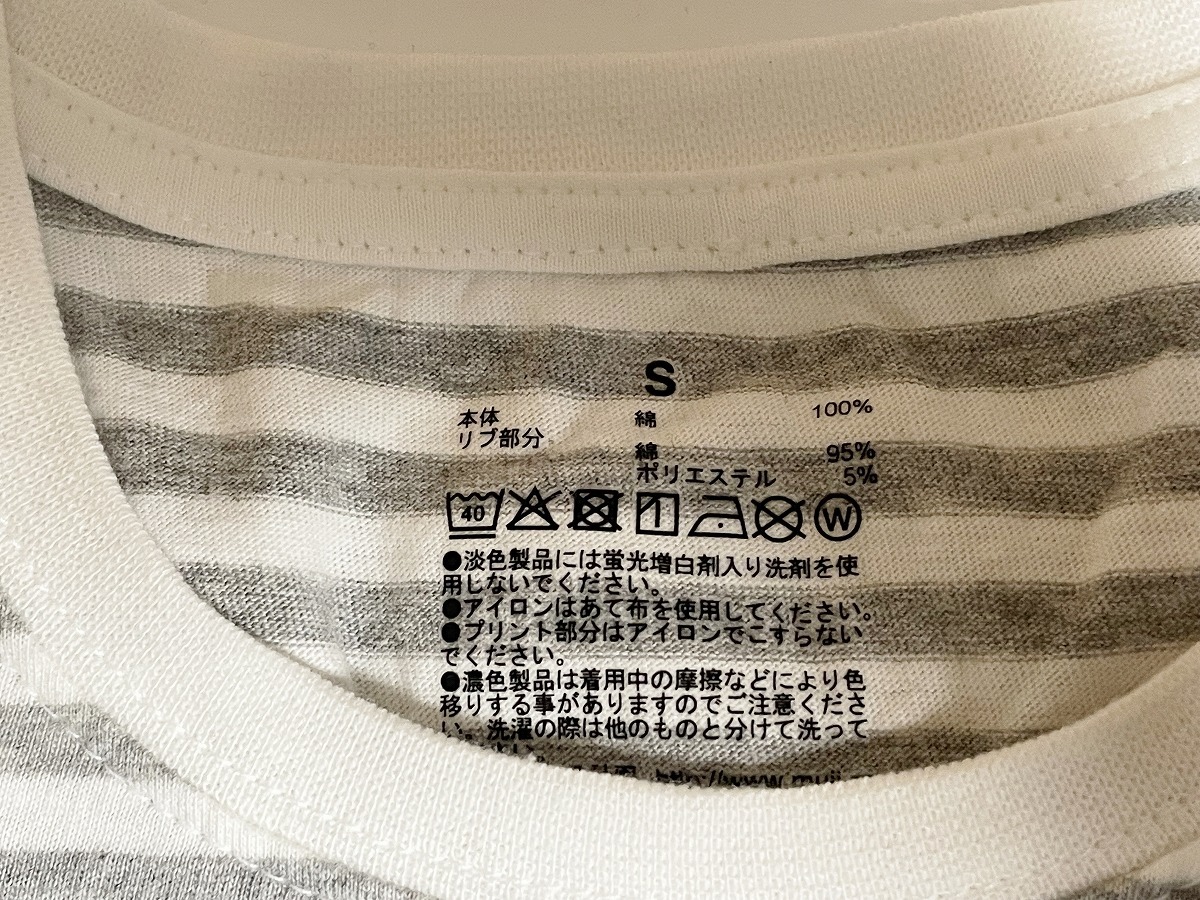 S
本体 綿 100%
リブ部分 綿 95%
ポリエステル 5%
40 W
●淡色製品には蛍光増白剤入り洗剤を使
用しないでください。
●アイロンはあて布を使用してください。
●プリント部分はアイロンでこすらない
でください。
●濃色製品は着用中の摩擦などにより色
移りする事がありますのでご注意くださ
い。洗濯の際は他のものと分けて洗って
http://www.muji